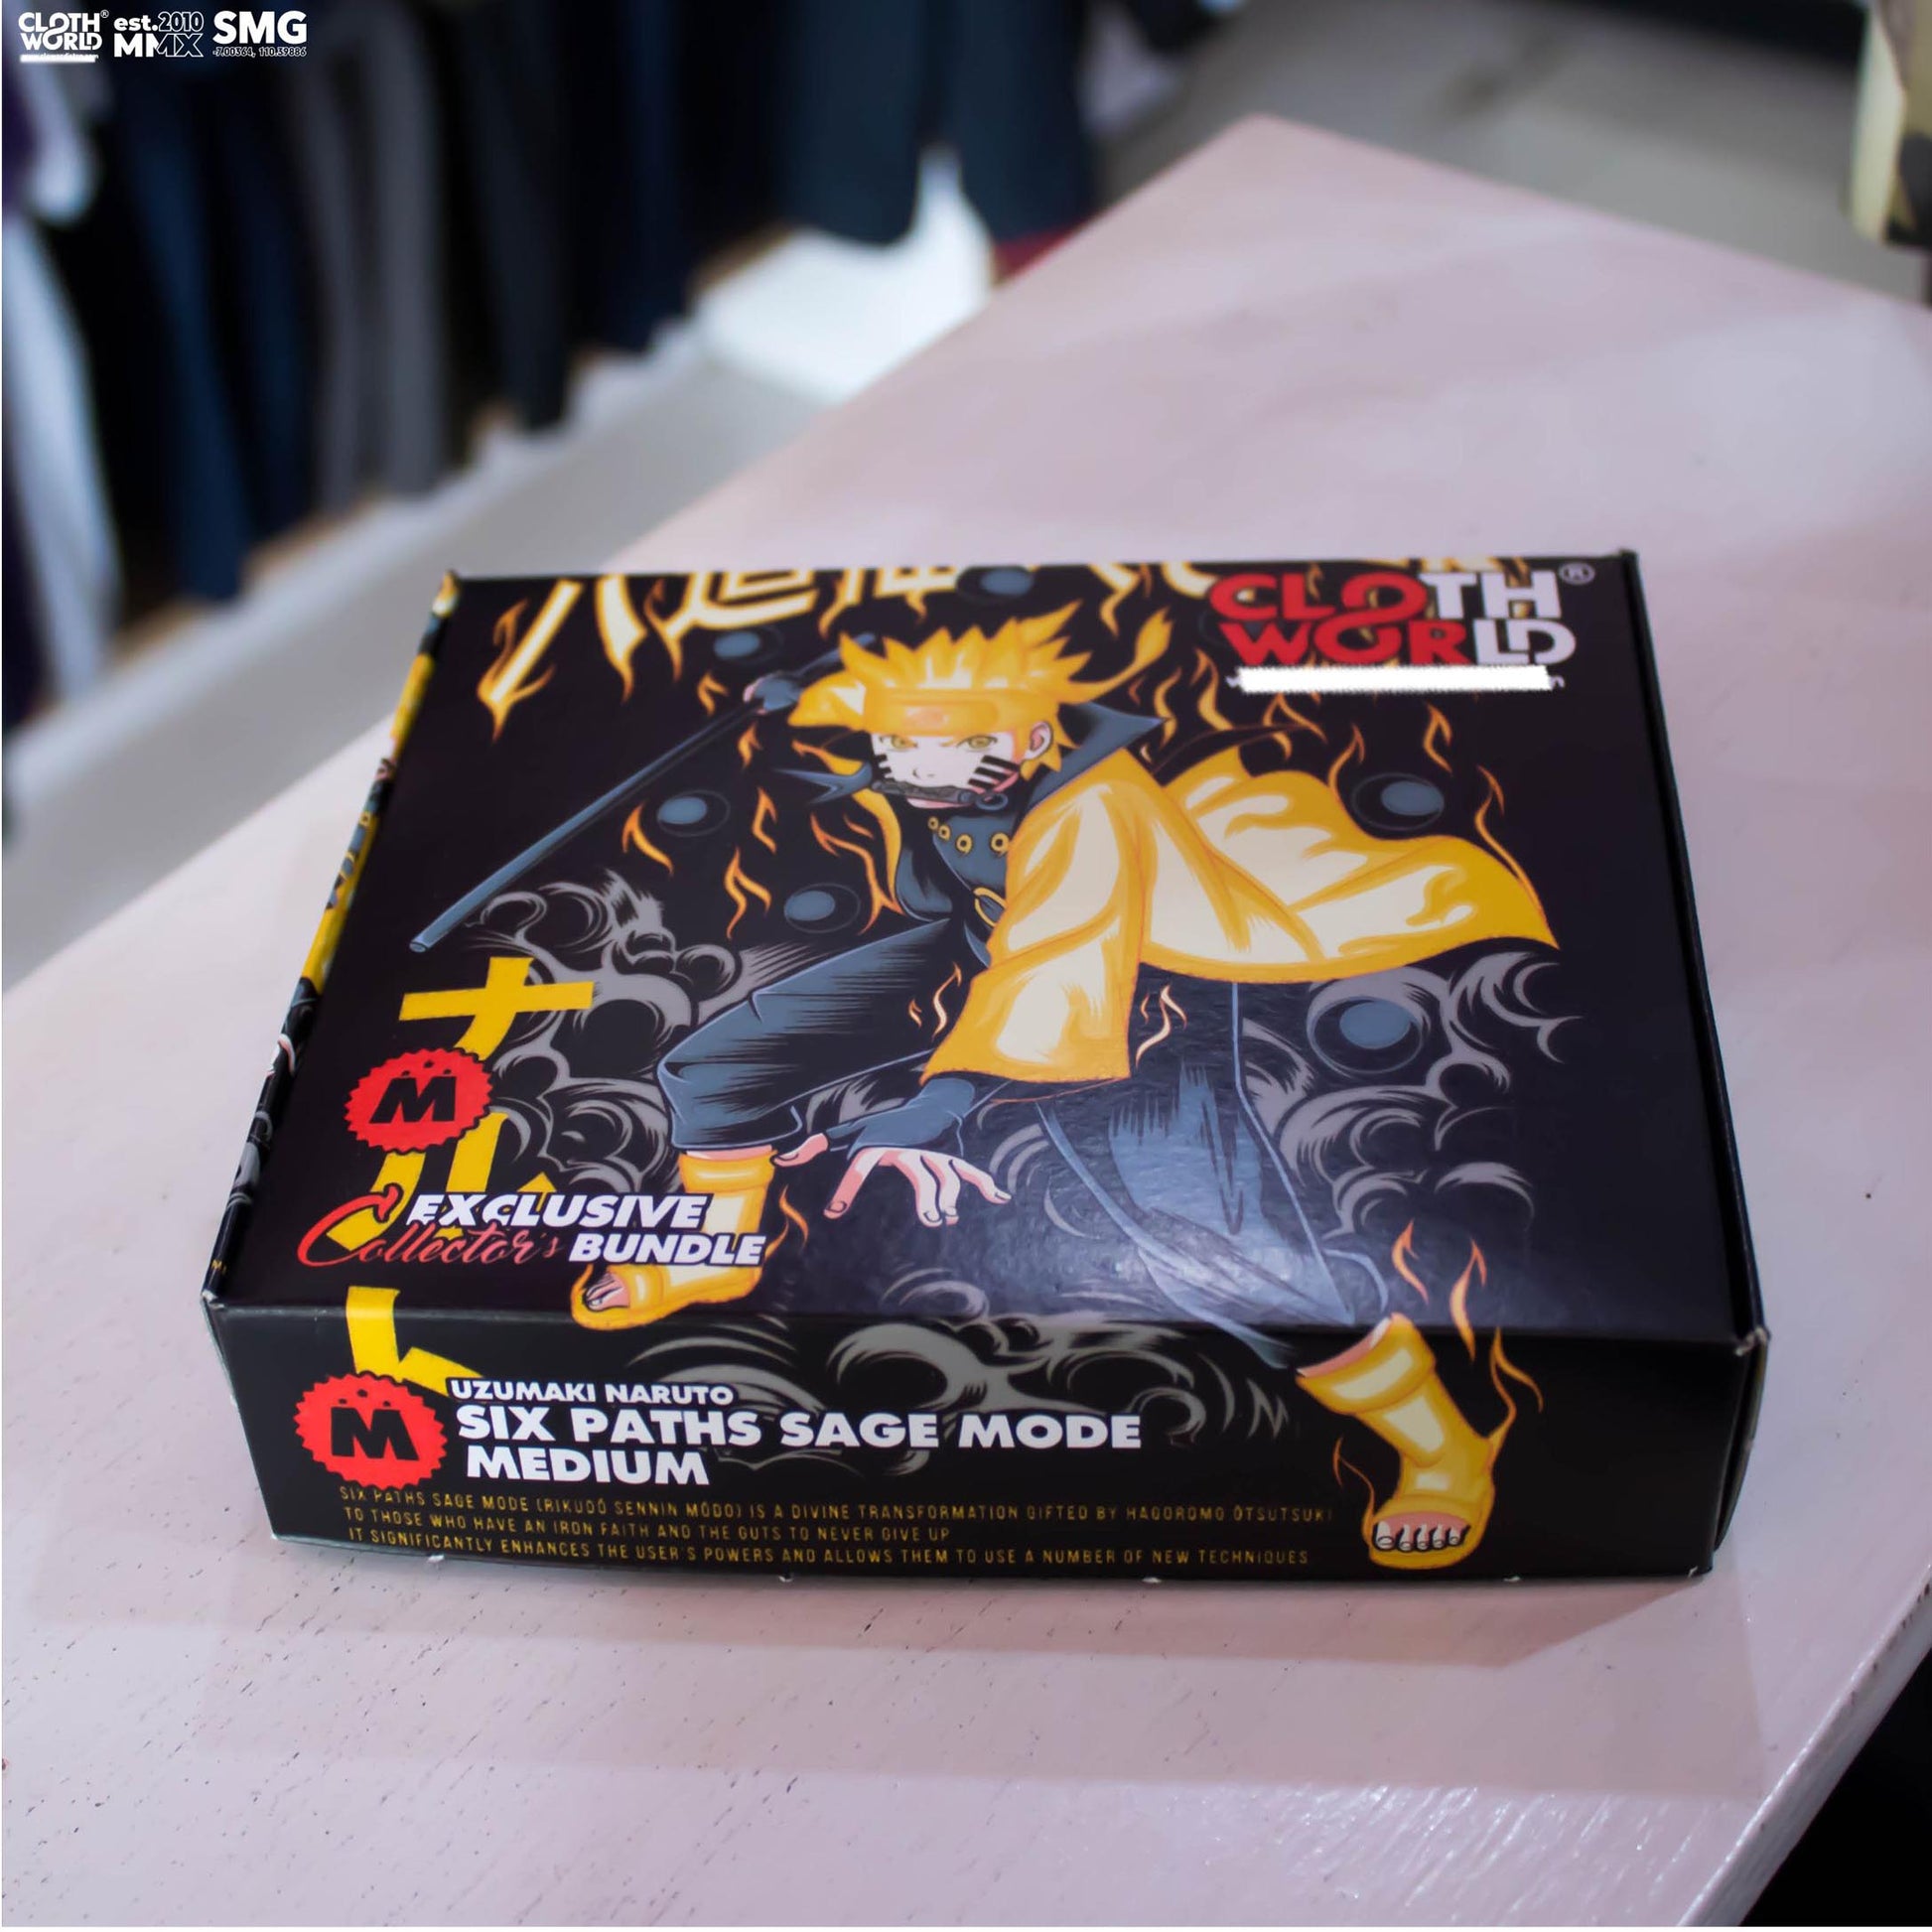 CLOTH®
WORLD
est.2010
MMX
SMG
-7.00364, 110.39886
CLOTH®
WORLD
ナルト
M
EXCLUSIVE
Collector's BUNDLE
M
UZUMAKI NARUTO
SIX PATHS SAGE MODE
MEDIUM
SIX PATHS SAGE MODE (RIKUDŌ SENNIN MŌDO) IS A DIVINE TRANSFORMATION GIFTED BY HAGOROMO ŌTSUTSUKI
TO THOSE WHO HAVE AN IRON FAITH AND THE GUTS TO NEVER GIVE UP
IT SIGNIFICANTLY ENHANCES THE USER'S POWERS AND ALLOWS THEM TO USE A NUMBER OF NEW TECHNIQUES